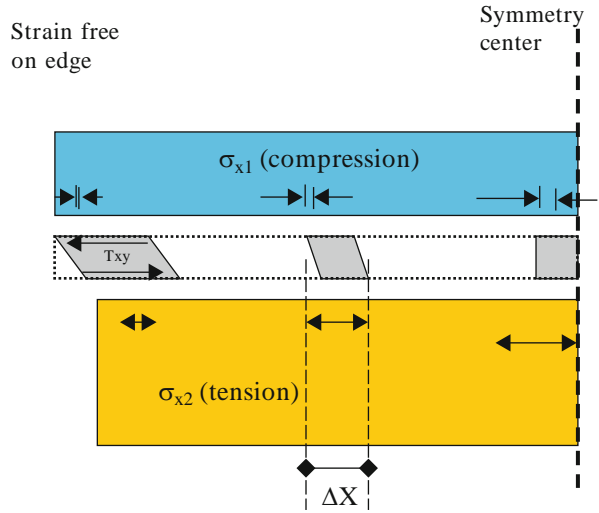 Strain free
on edge
Symmetry
center
σx1 (compression)
Txy
σx2 (tension)
ΔX